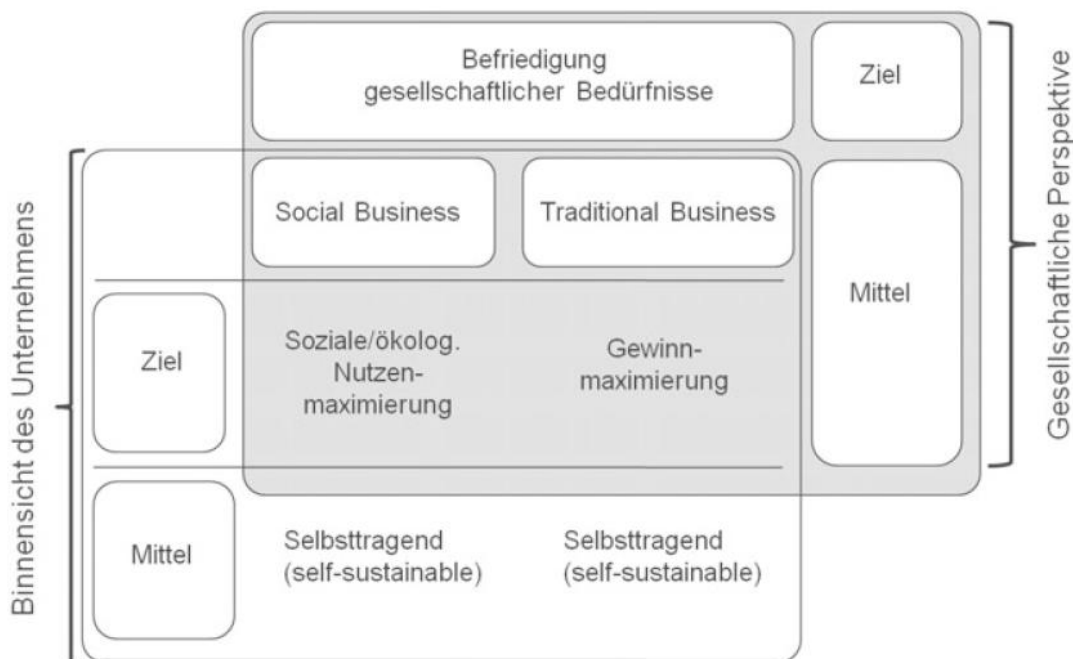 Befriedigung
gesellschaftlicher Bedürfnisse
Ziel
Social Business
Traditional Business
Mittel
Ziel
Soziale/ökolog.
Nutzen-
maximierung
Gewinn-
maximierung
Mittel
Selbsttragend
(self-sustainable)
Selbsttragend
(self-sustainable)
Binnensicht des Unternehmens
Gesellschaftliche Perspektive